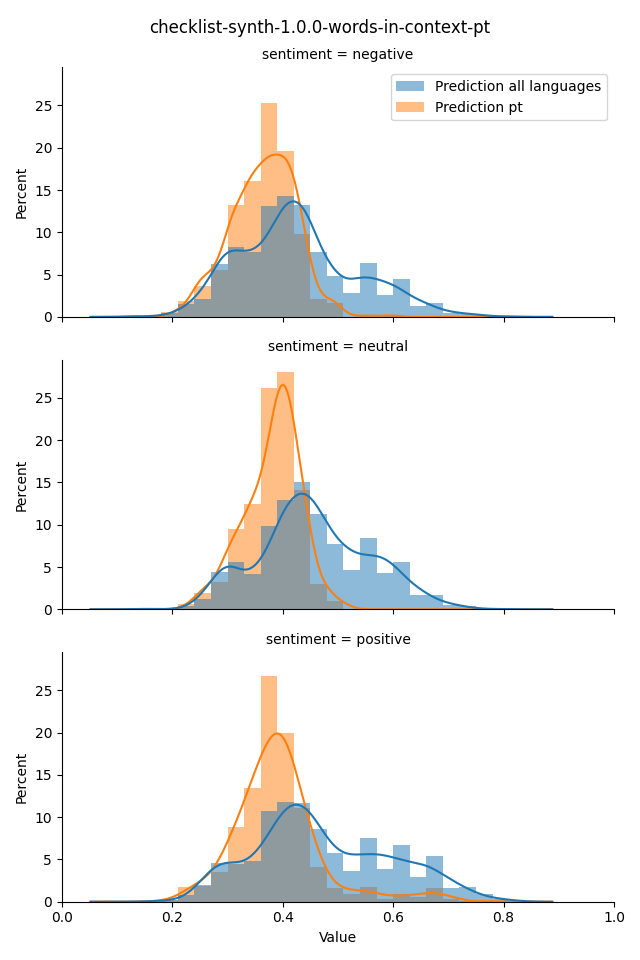 checklist-synth-1.0.0-words-in-context-pt
sentiment = negative
Prediction all languages
Prediction pt
Percent
25
20
15
10
5
0
sentiment = neutral
Percent
25
20
15
10
5
0
sentiment = positive
Percent
25
20
15
10
5
0
0.0 0.2 0.4 0.6 0.8 1.0
Value